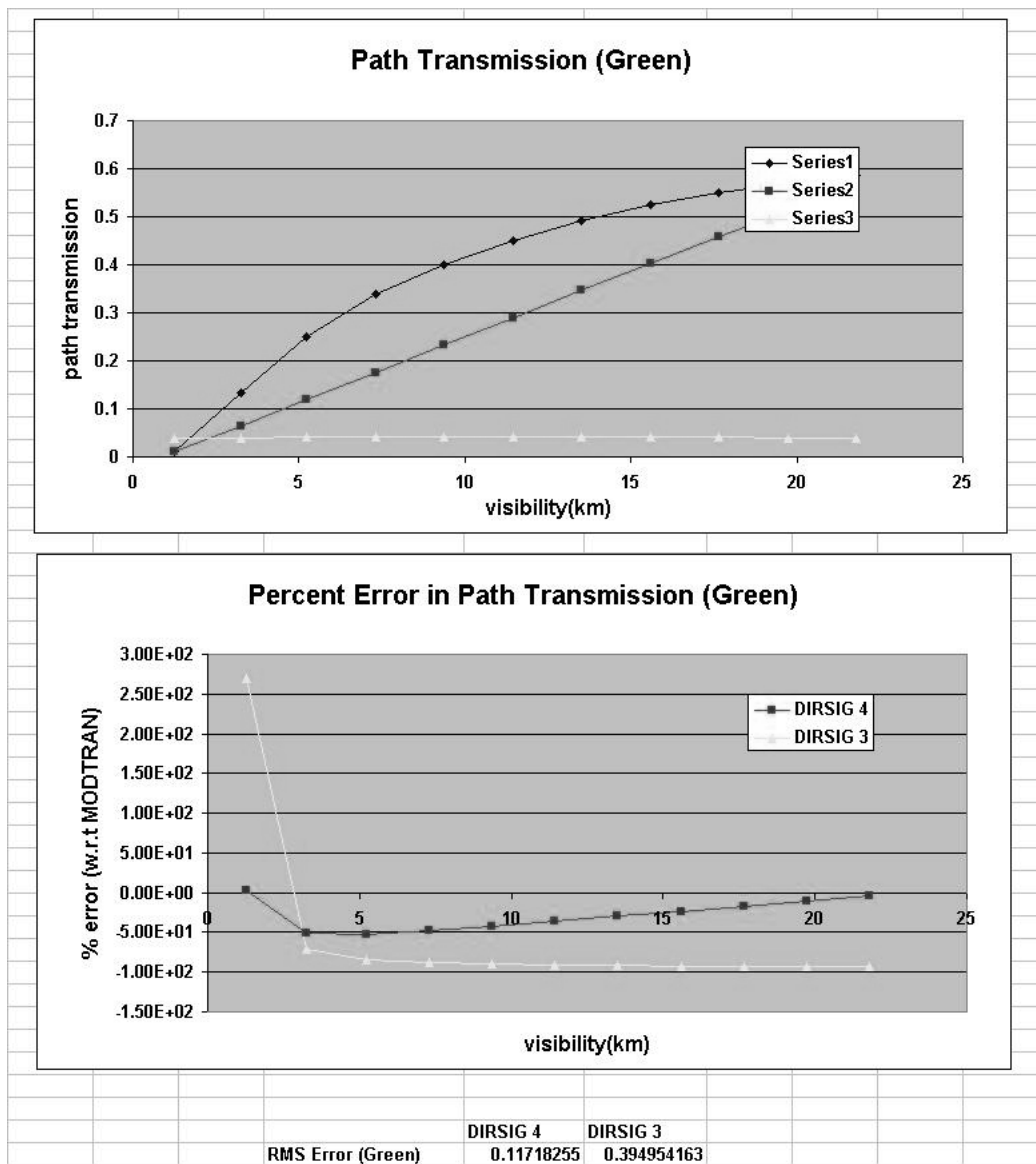 Path Transmission (Green)
0.7
0.6
0.5
0.4
0.3
0.2
0.1
0
path transmission
Series1
Series2
Series3
0 5 10 15 20 25
visibility(km)
Percent Error in Path Transmission (Green)
3.00E+02
2.50E+02
2.00E+02
1.50E+02
1.00E+02
5.00E+01
0.00E+00
-5.00E+01
-1.00E+02
-1.50E+02
% error (w.r.t MODTRAN)
DIRSIG 4
DIRSIG 3
0 5 10 15 20 25
visibility(km)
DIRSIG 4 DIRSIG 3
RMS Error (Green) 0.11718255 0.394954163